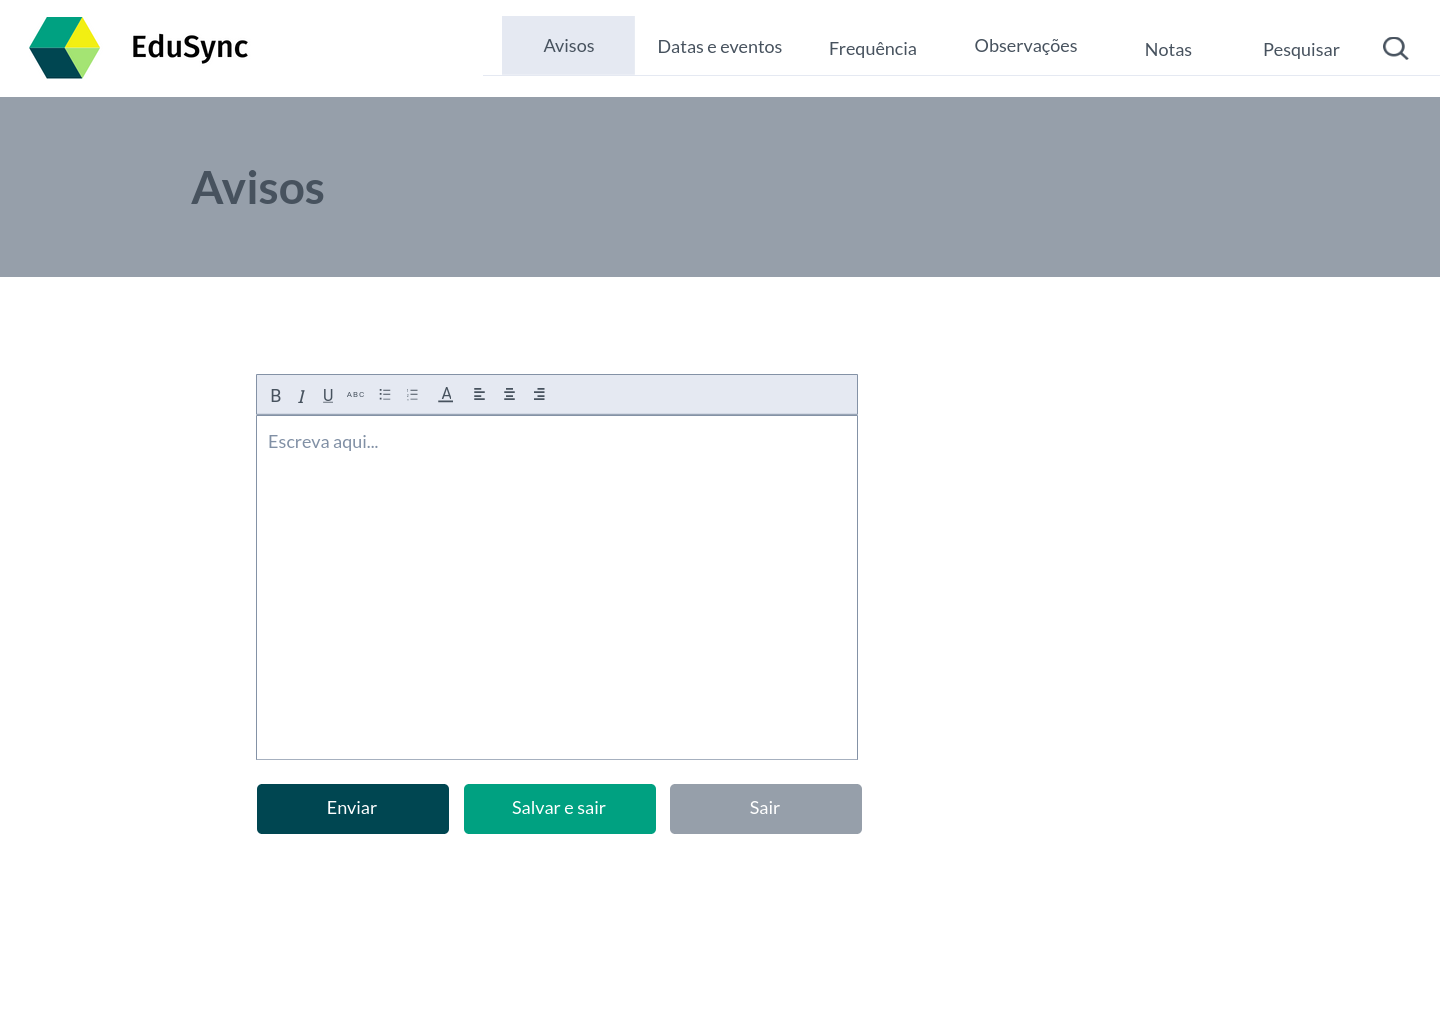 EduSync
Avisos
Datas e eventos
Frequência
Observações
Notas
Pesquisar
Avisos
B I U ABC A
Escreva aqui...
Enviar
Salvar e sair
Sair